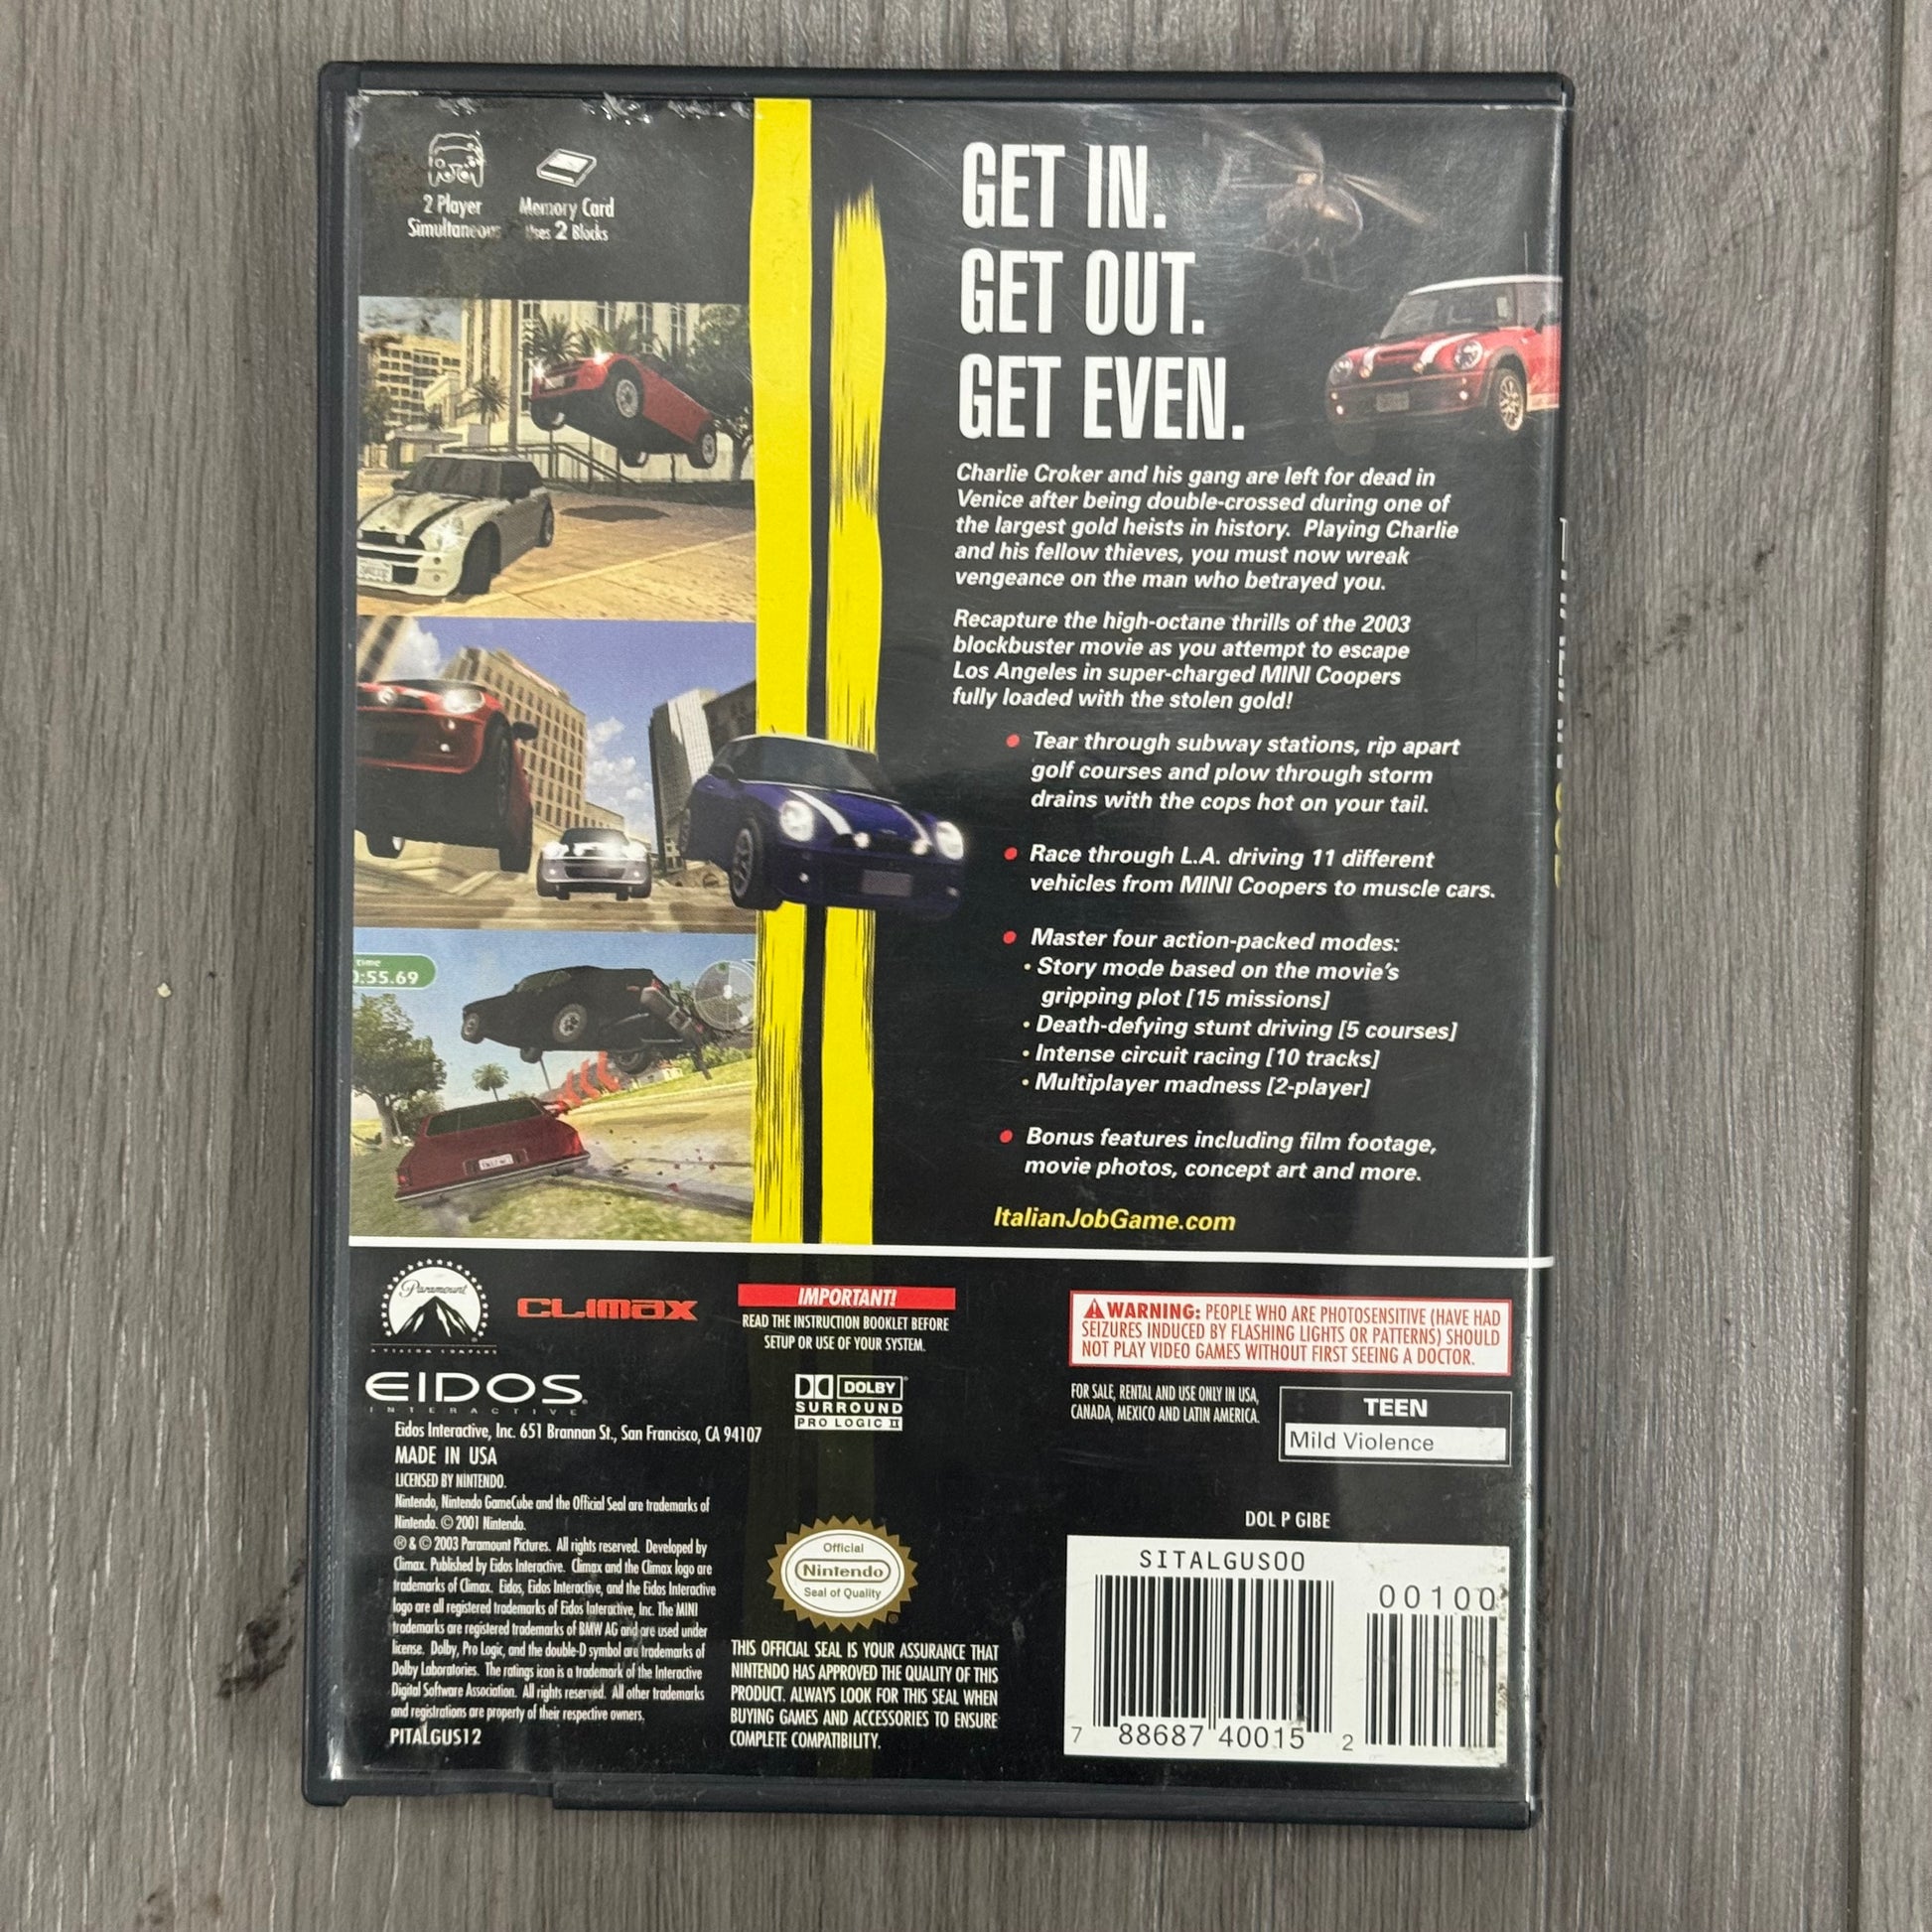 2 Player
Simultaneous
Memory Card
Uses 2 Blocks
GET IN.
GET OUT.
GET EVEN.
Charlie Croker and his gang are left for dead in
Venice after being double-crossed during one of
the largest gold heists in history. Playing Charlie
and his fellow thieves, you must now wreak
vengeance on the man who betrayed you.
Recapture the high-octane thrills of the 2003
blockbuster movie as you attempt to escape
Los Angeles in super-charged MINI Coopers
fully loaded with the stolen gold!
• Tear through subway stations, rip apart
golf courses and plow through storm
drains with the cops hot on your tail.
• Race through L.A. driving 11 different
vehicles from MINI Coopers to muscle cars.
• Master four action-packed modes:
• Story mode based on the movie's
gripping plot [15 missions]
• Death-defying stunt driving [5 courses]
• Intense circuit racing [10 tracks]
• Multiplayer madness [2-player]
• Bonus features including film footage,
movie photos, concept art and more.
ItalianJobGame.com
time
0:55.69
Paramount
A VIACOM COMPANY
CLIMAX
EIDOS
INTERACTIVE
Eidos Interactive, Inc. 651 Brannan St., San Francisco, CA 94107
MADE IN USA
LICENSED BY NINTENDO.
Nintendo, Nintendo GameCube and the Official Seal are trademarks of
Nintendo. © 2001 Nintendo.
® & © 2003 Paramount Pictures. All rights reserved. Developed by
Climax. Published by Eidos Interactive. Climax and the Climax logo are
trademarks of Climax. Eidos, Eidos Interactive, and the Eidos Interactive
logo are all registered trademarks of Eidos Interactive, Inc. The MINI
trademarks are registered trademarks of BMW AG and are used under
license. Dolby, Pro Logic, and the double-D symbol are trademarks of
Dolby Laboratories. The ratings icon is a trademark of the Interactive
Digital Software Association. All rights reserved. All other trademarks
and registrations are property of their respective owners.
PITALGUS12
IMPORTANT!
READ THE INSTRUCTION BOOKLET BEFORE
SETUP OR USE OF YOUR SYSTEM.
DOLBY
SURROUND
PRO LOGIC II
Official
Nintendo
Seal of Quality
THIS OFFICIAL SEAL IS YOUR ASSURANCE THAT
NINTENDO HAS APPROVED THE QUALITY OF THIS
PRODUCT. ALWAYS LOOK FOR THIS SEAL WHEN
BUYING GAMES AND ACCESSORIES TO ENSURE
COMPLETE COMPATIBILITY.
WARNING: PEOPLE WHO ARE PHOTOSENSITIVE (HAVE HAD
SEIZURES INDUCED BY FLASHING LIGHTS OR PATTERNS) SHOULD
NOT PLAY VIDEO GAMES WITHOUT FIRST SEEING A DOCTOR.
FOR SALE, RENTAL AND USE ONLY IN USA,
CANADA, MEXICO AND LATIN AMERICA.
TEEN
Mild Violence
DOL P GIBE
SITALGUS00
00100
7 88687 40015 2